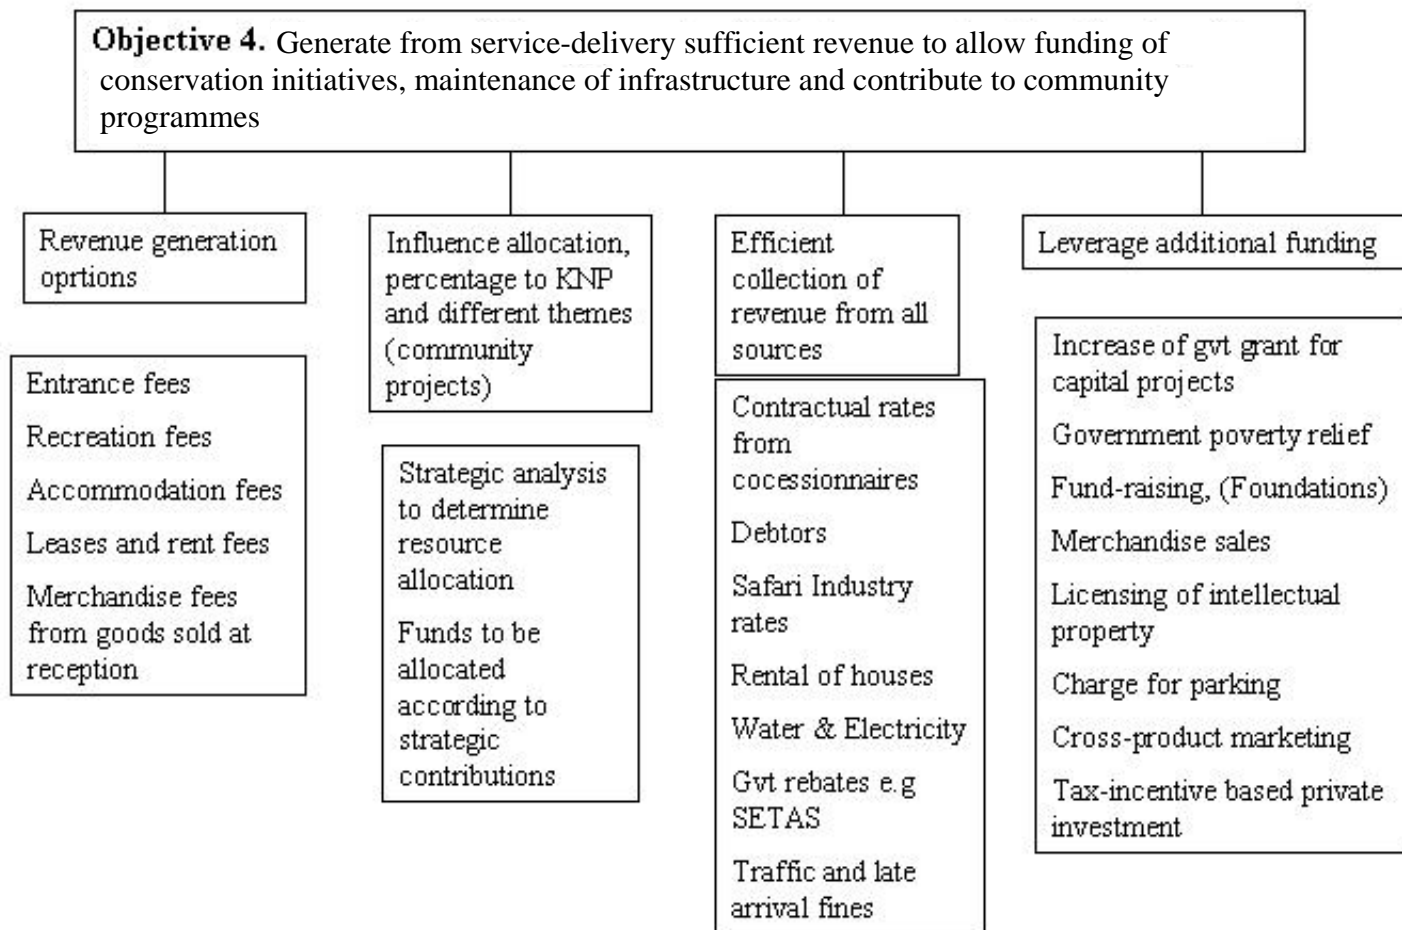 Objective 4. Generate from service-delivery sufficient revenue to allow funding of
conservation initiatives, maintenance of infrastructure and contribute to community
programmes
Revenue generation
oprtions
Entrance fees
Recreation fees
Accommodation fees
Leases and rent fees
Merchandise fees
from goods sold at
reception
Influence allocation,
percentage to KNP
and different themes
(community
projects)
Strategic analysis
to determine
resource
allocation
Funds to be
allocated
according to
strategic
contributions
Efficient
collection of
revenue from all
sources
Contractual rates
from
cocessionnaires
Debtors
Safari Industry
rates
Rental of houses
Water & Electricity
Gvt rebates e.g
SETAS
Traffic and late
arrival fines
Leverage additional funding
Increase of gvt grant for
capital projects
Government poverty relief
Fund-raising, (Foundations)
Merchandise sales
Licensing of intellectual
property
Charge for parking
Cross-product marketing
Tax-incentive based private
investment